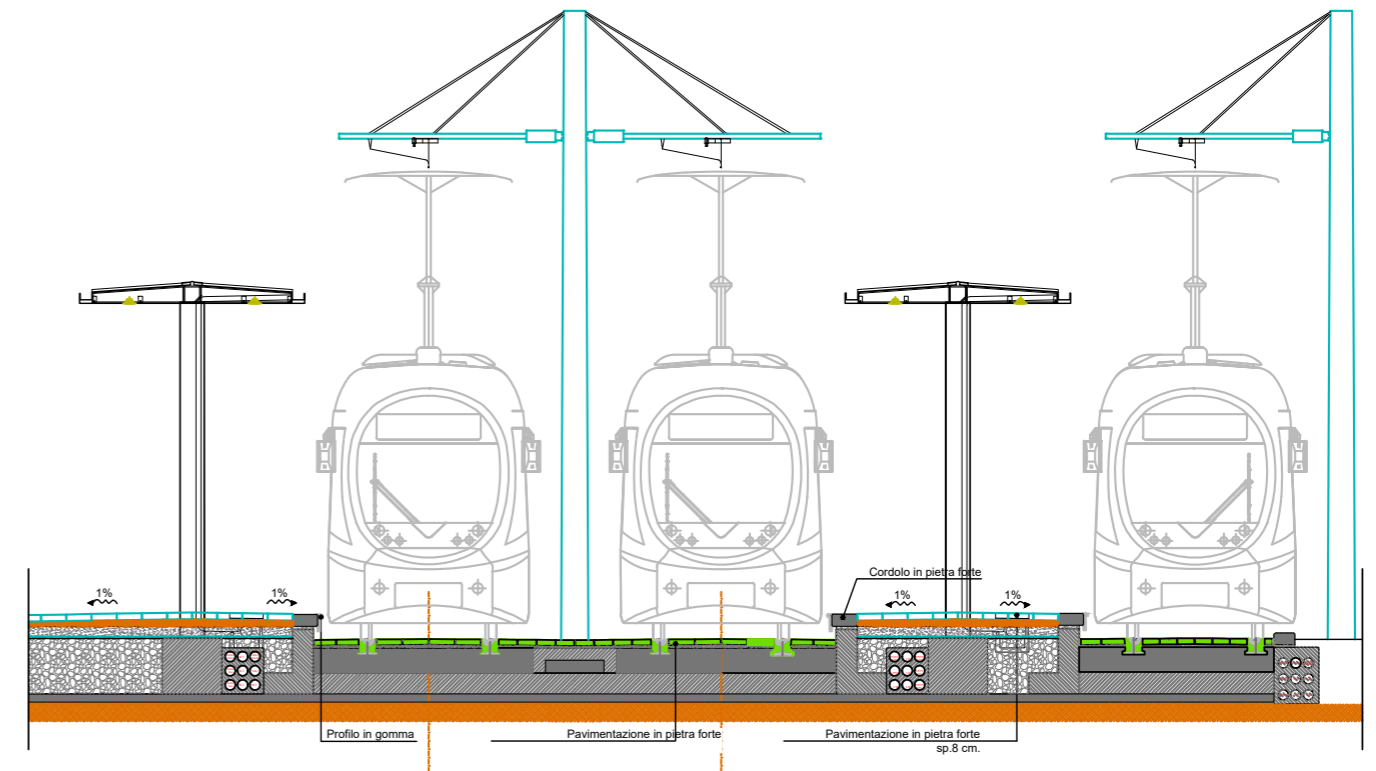 Cordolo in pietra forte
1%
1%
1%
1%
Profilo in gomma
Pavimentazione in pietra forte
Pavimentazione in pietra forte
sp.8 cm.